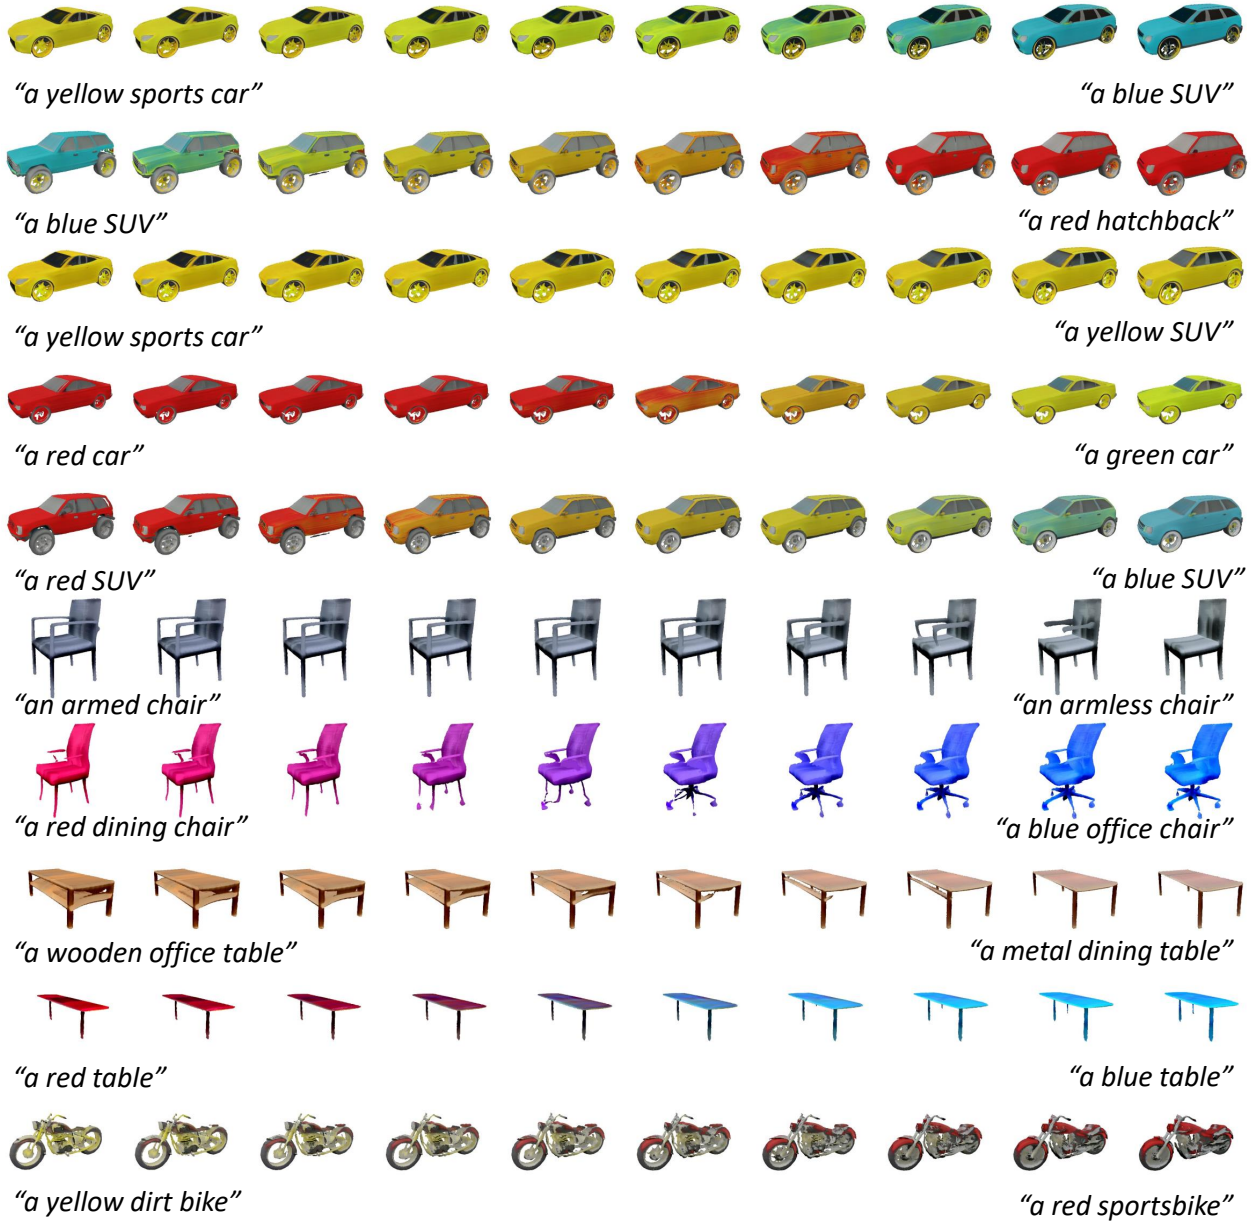 “a yellow sports car”
“a blue SUV”
“a blue SUV”
“a red hatchback”
“a yellow sports car”
“a yellow SUV”
“a red car”
“a green car”
“a red SUV”
“a blue SUV”
“an armed chair”
“an armless chair”
“a red dining chair”
“a blue office chair”
“a wooden office table”
“a metal dining table”
“a red table”
“a blue table”
“a yellow dirt bike”
“a red sportsbike”